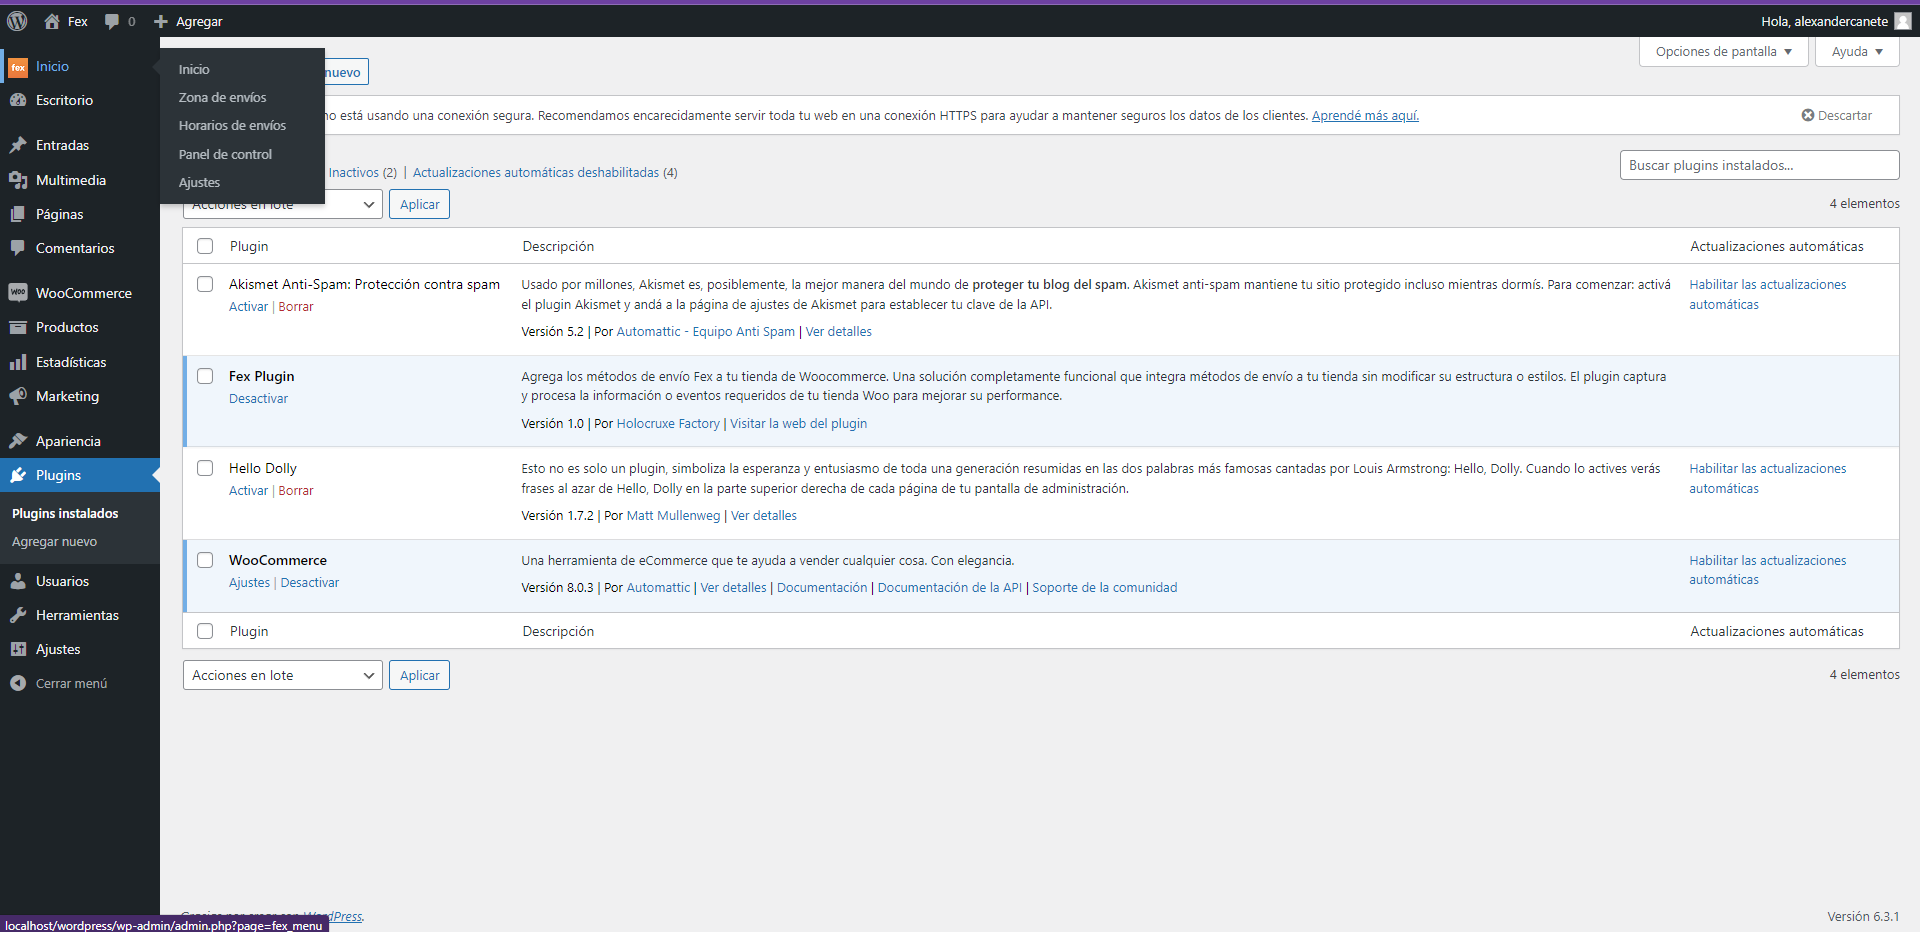 Fex
0
Agregar
Hola, alexandercanete
fex
Inicio
Escritorio
Entradas
Multimedia
Páginas
Comentarios
WooCommerce
Productos
Estadísticas
Marketing
Apariencia
Plugins
Plugins instalados
Agregar nuevo
Usuarios
Herramientas
Ajustes
Cerrar menú
Inicio
Zona de envíos
Horarios de envíos
Panel de control
Ajustes
nuevo
Opciones de pantalla
Ayuda
no está usando una conexión segura. Recomendamos encarecidamente servir toda tu web en una conexión HTTPS para ayudar a mantener seguros los datos de los clientes. Aprendé más aquí.
Descartar
Inactivos (2) | Actualizaciones automáticas deshabilitadas (4)
Buscar plugins instalados...
Acciones en lote
Aplicar
4 elementos
Plugin
Descripción
Actualizaciones automáticas
Akismet Anti-Spam: Protección contra spam
Activar | Borrar
Usado por millones, Akismet es, posiblemente, la mejor manera del mundo de proteger tu blog del spam. Akismet anti-spam mantiene tu sitio protegido incluso mientras dormís. Para comenzar: activá
el plugin Akismet y andá a la página de ajustes de Akismet para establecer tu clave de la API.
Versión 5.2 | Por Automattic - Equipo Anti Spam | Ver detalles
Habilitar las actualizaciones
automáticas
Fex Plugin
Desactivar
Agrega los métodos de envío Fex a tu tienda de Woocommerce. Una solución completamente funcional que integra métodos de envío a tu tienda sin modificar su estructura o estilos. El plugin captura
y procesa la información o eventos requeridos de tu tienda Woo para mejorar su performance.
Versión 1.0 | Por Holocruxe Factory | Visitar la web del plugin
Hello Dolly
Activar | Borrar
Esto no es solo un plugin, simboliza la esperanza y entusiasmo de toda una generación resumidas en las dos palabras más famosas cantadas por Louis Armstrong: Hello, Dolly. Cuando lo actives verás
frases al azar de Hello, Dolly en la parte superior derecha de cada página de tu pantalla de administración.
Versión 1.7.2 | Por Matt Mullenweg | Ver detalles
Habilitar las actualizaciones
automáticas
WooCommerce
Ajustes | Desactivar
Una herramienta de eCommerce que te ayuda a vender cualquier cosa. Con elegancia.
Versión 8.0.3 | Por Automattic | Ver detalles | Documentación | Documentación de la API | Soporte de la comunidad
Habilitar las actualizaciones
automáticas
Plugin
Descripción
Actualizaciones automáticas
Acciones en lote
Aplicar
4 elementos
WordPress.
Versión 6.3.1
localhost/wordpress/wp-admin/admin.php?page=fex_menu